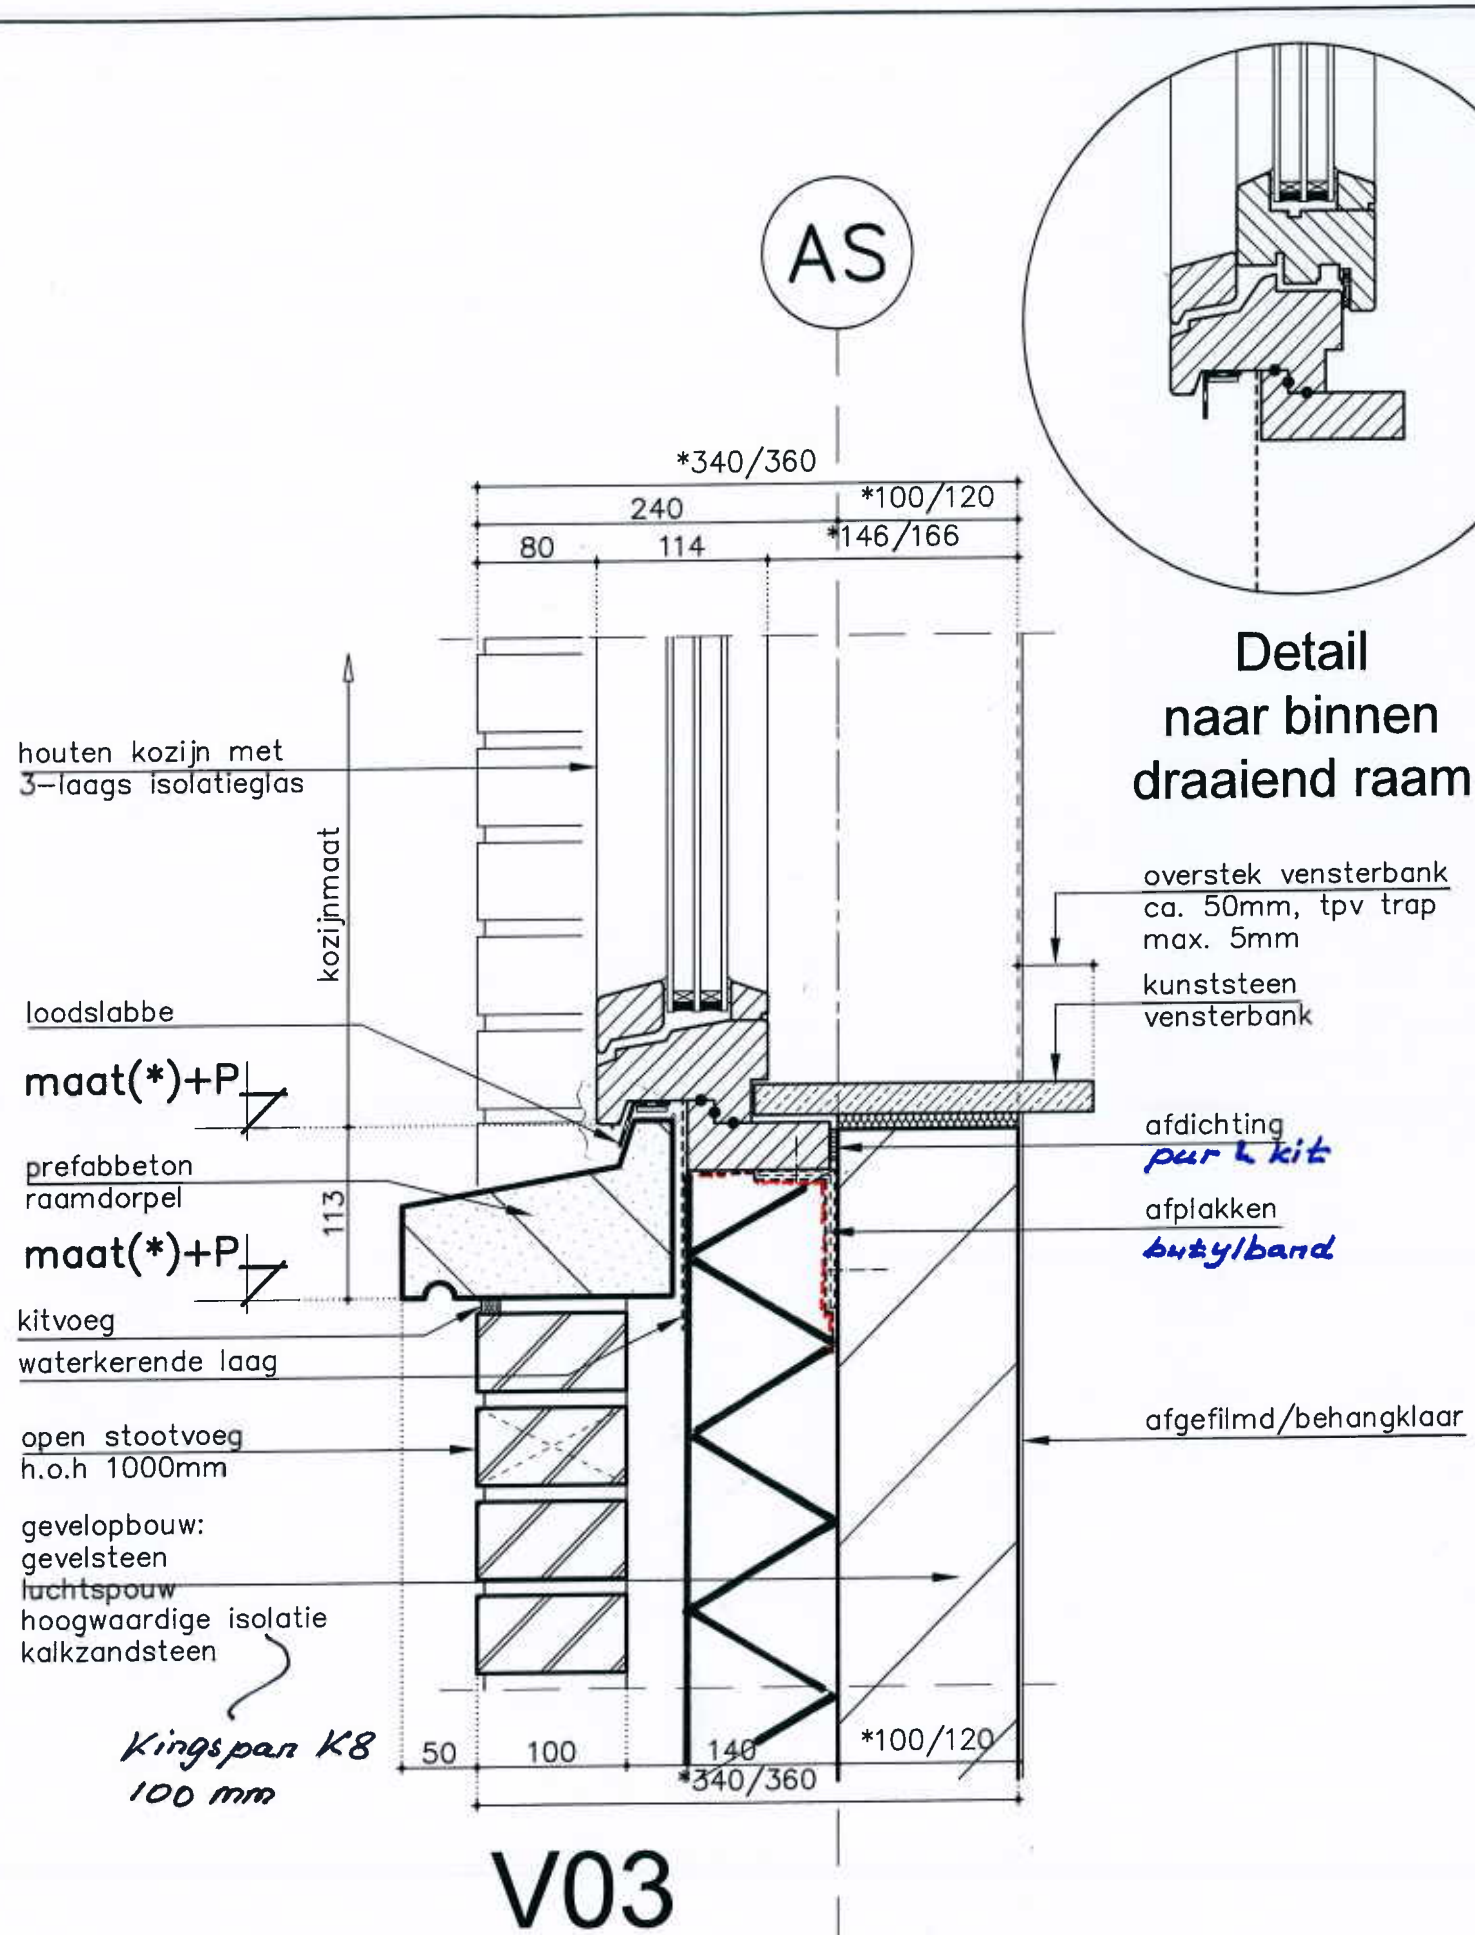 AS
*340/360
240
*100/120
80
114
*146/166
Detail
naar binnen
draaiend raam
houten kozijn met
3-laags isolatieglas
kozijnmaat
overstek vensterbank
ca. 50mm, tpv trap
max. 5mm
kunststeen
vensterbank
loodslabbe
maat(*)+P
prefabbeton
raamdorpel
113
maat(*)+P
afdichting
pur & kit
afplakken
butylband
kitvoeg
waterkerende laag
open stootvoeg
h.o.h 1000mm
afgefilmd/behangklaar
gevelopbouw:
gevelsteen
luchtspouw
hoogwaardige isolatie
kalkzandsteen
Kingspan K8
100 mm
50
100
140
*100/120
*340/360
V03